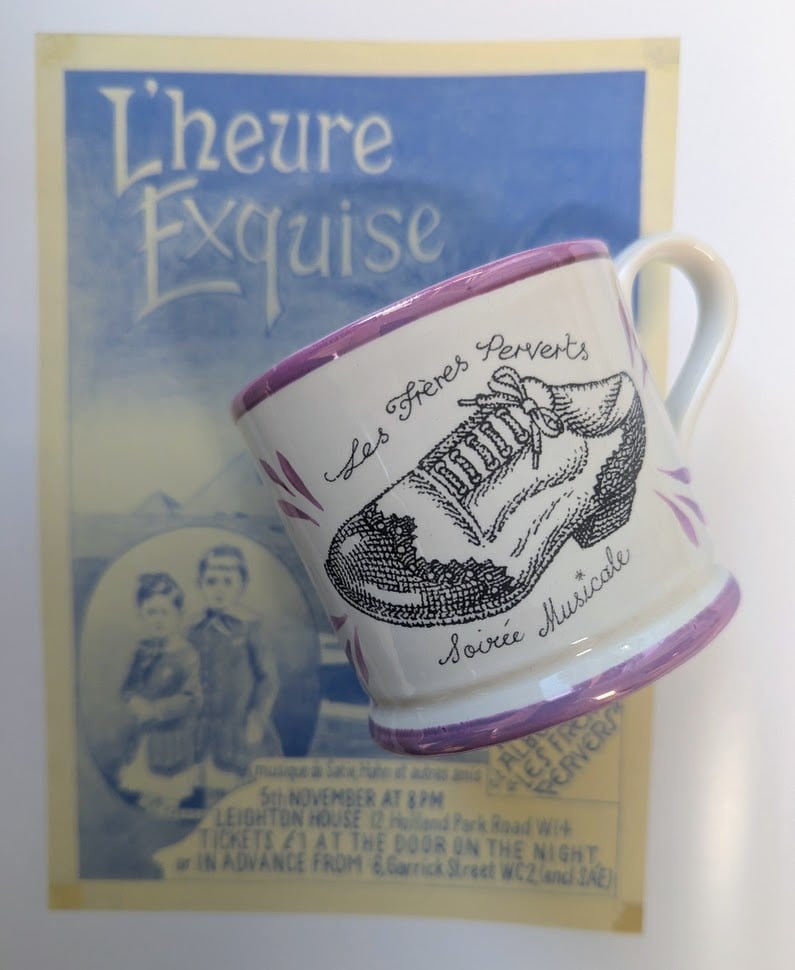 L'heure
Exquise
Les Frères Perverts
Soirée Musicale
musique de Satie, Hahn et autres amis
5th NOVEMBER AT 8PM
LEIGHTON HOUSE 12 Holland Park Road W14
TICKETS £1 AT THE DOOR ON THE NIGHT
or IN ADVANCE FROM 6, Garrick Street WC2 (encl SAE)
LES FRÈRES
PERVERS